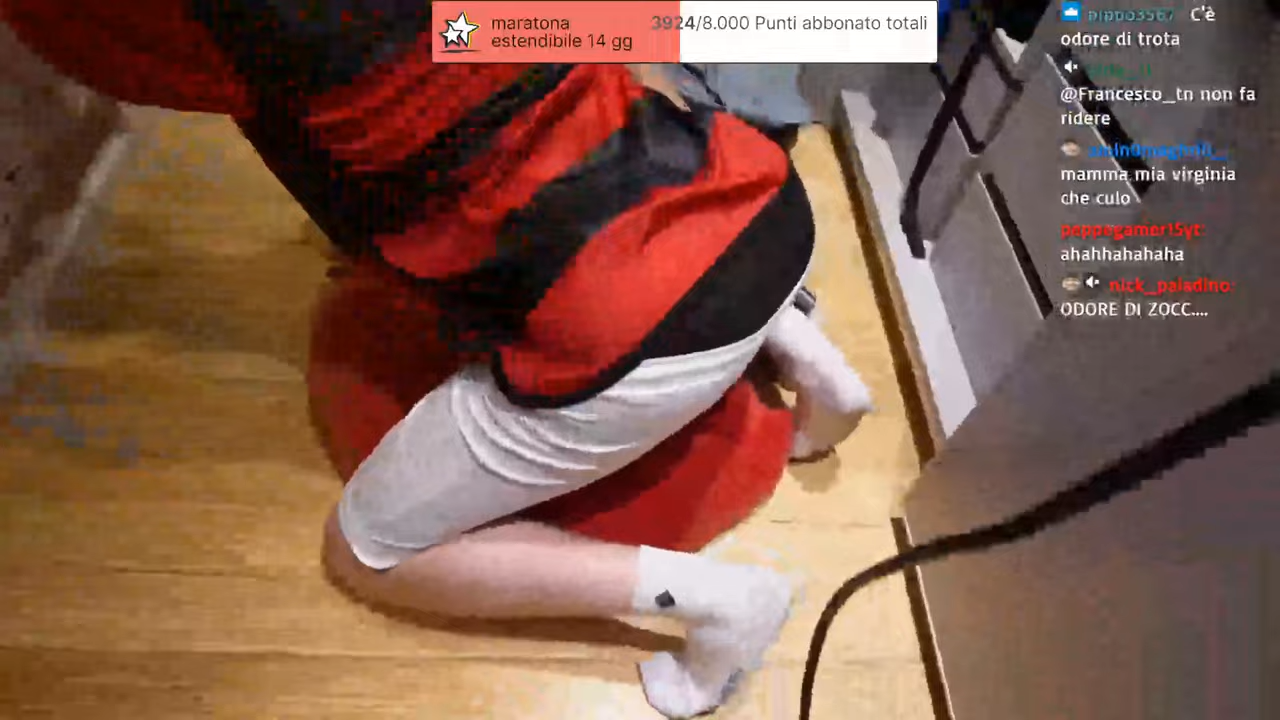 maratona
estendibile 14 gg
3924/8.000 Punti abbonato totali
pippo3567 C'è
odore di trota
@Francesco_tn non fa
ridere
mamma mia virginia
che culo
peppegamer15yt:
ahahhahahaha
nick_paladino:
ODORE DI ZOCC....